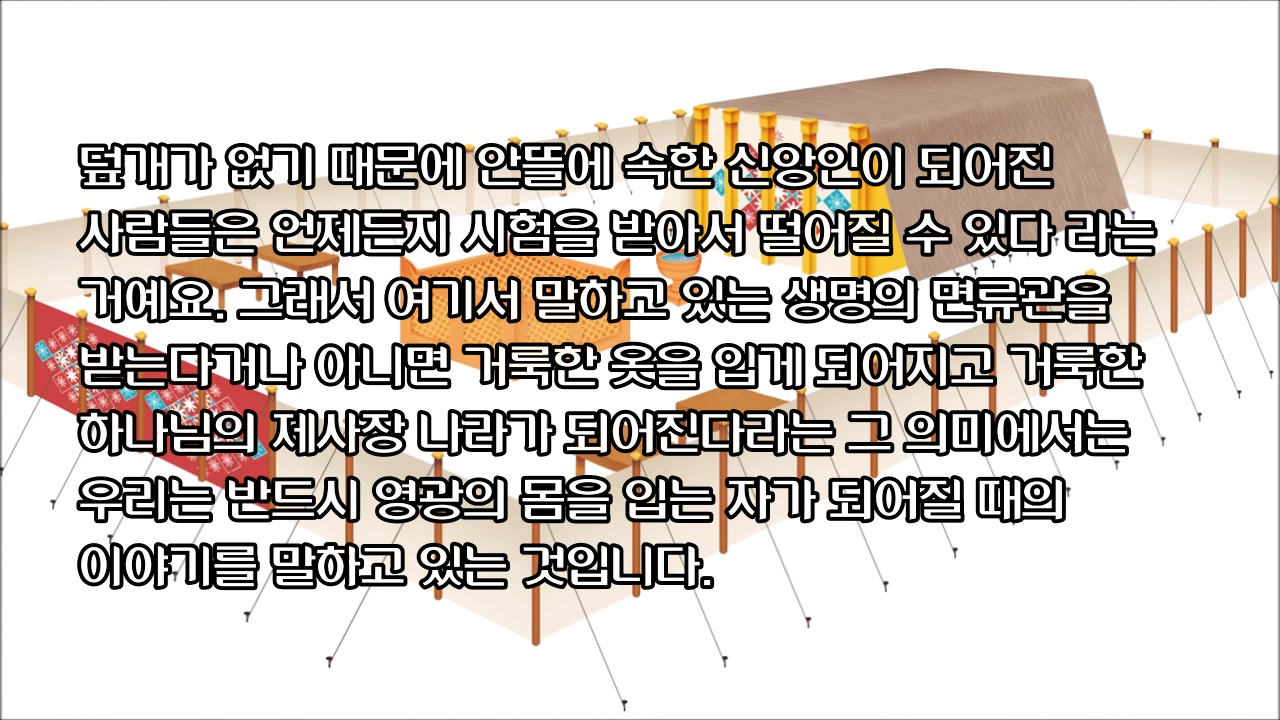 덮개가 없기 때문에 안뜰에 속한 신앙인이 되어진
사람들은 언제든지 시험을 받아서 떨어질 수 있다 라는
거예요. 그래서 여기서 말하고 있는 생명의 면류관을
받는다거나 아니면 거룩한 옷을 입게 되어지고 거룩한
하나님의 제사장 나라가 되어진다라는 그 의미에서는
우리는 반드시 영광의 몸을 입는 자가 되어질 때의
이야기를 말하고 있는 것입니다.